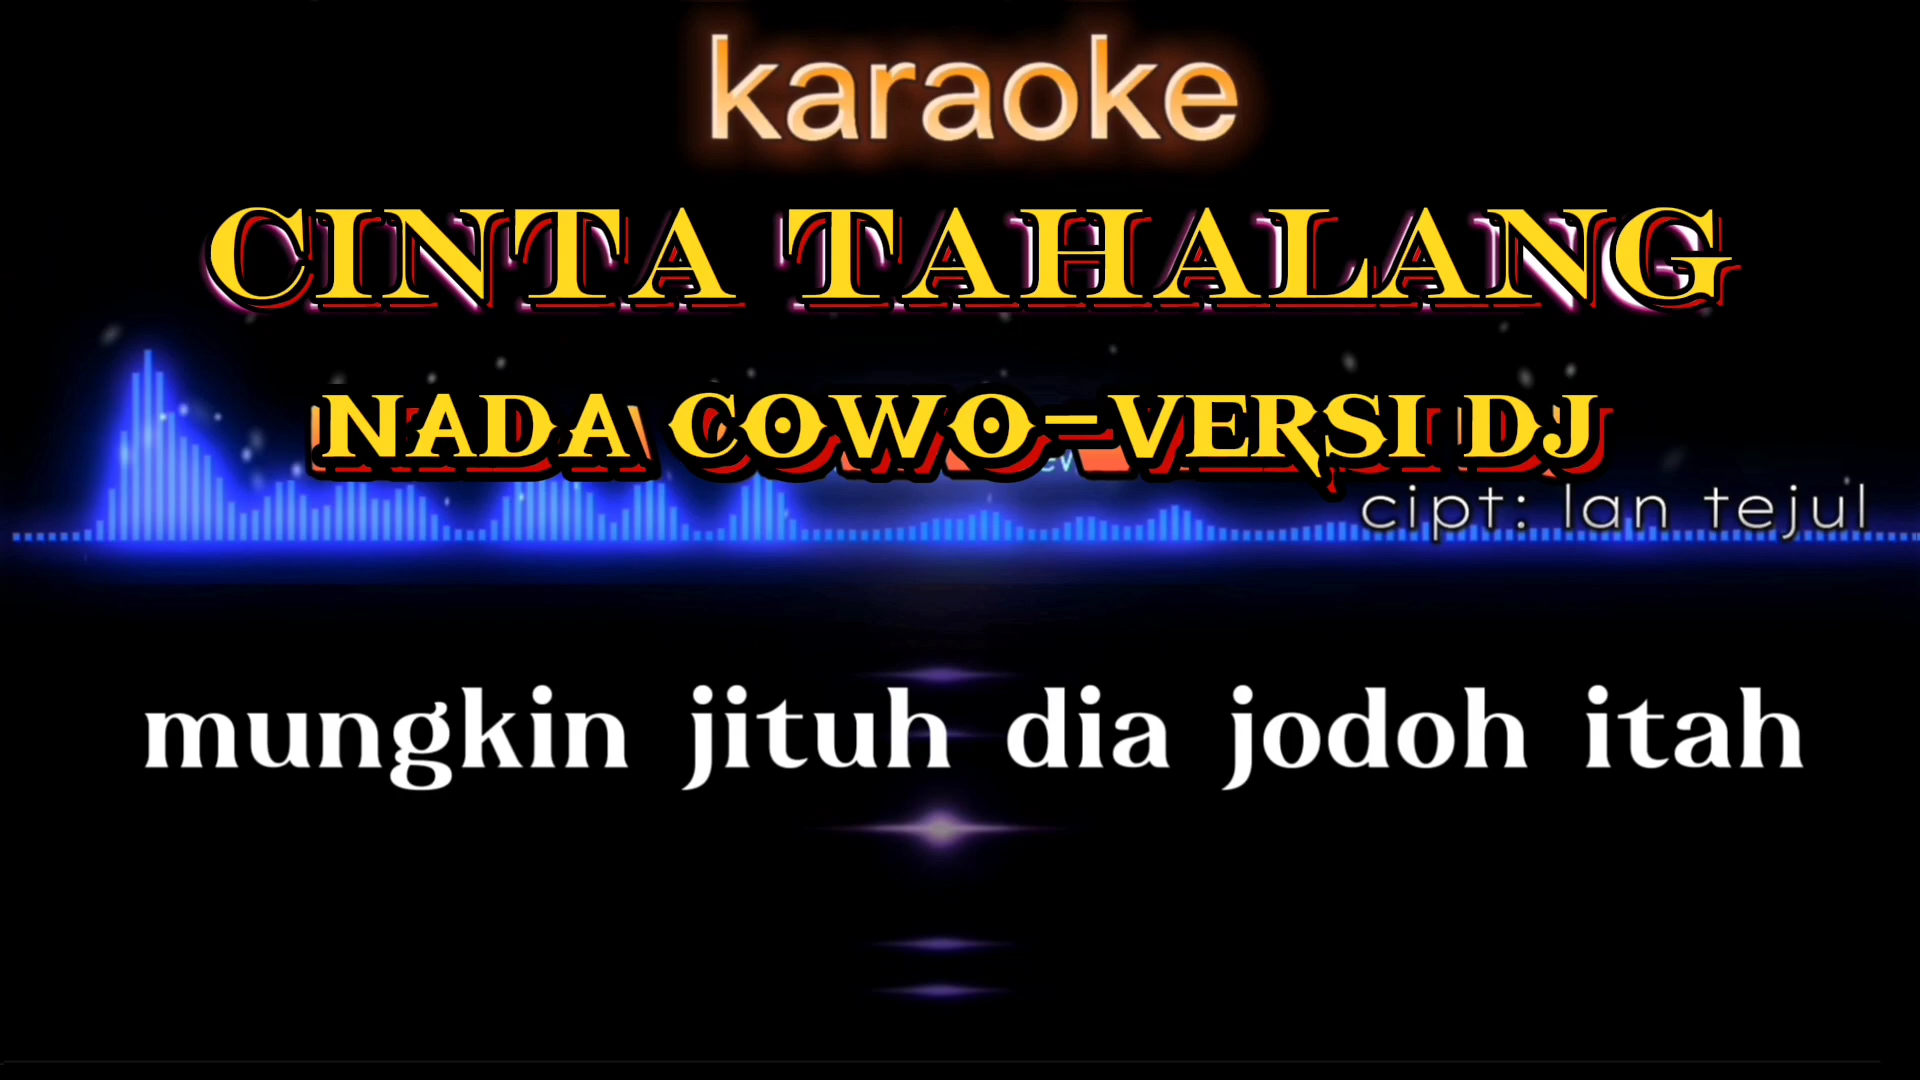 karaoke
CINTA TAHALANG
NADA COWO-VERSI DJ
cipt: lan tejul
mungkin jituh dia jodoh itah